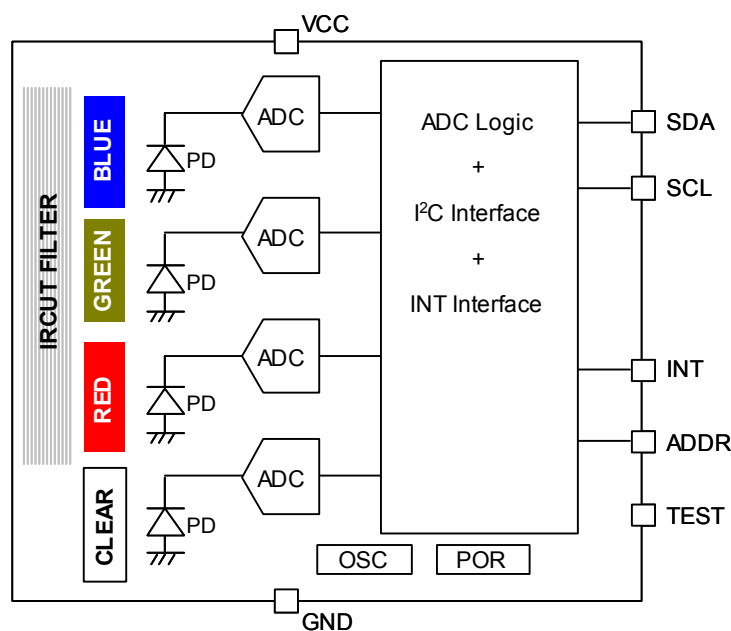 VCC
IRCUT FILTER
BLUE
GREEN
RED
CLEAR
PD
PD
PD
PD
ADC
ADC
ADC
ADC
ADC Logic
+
I²C Interface
+
INT Interface
SDA
SCL
INT
ADDR
TEST
OSC
POR
GND